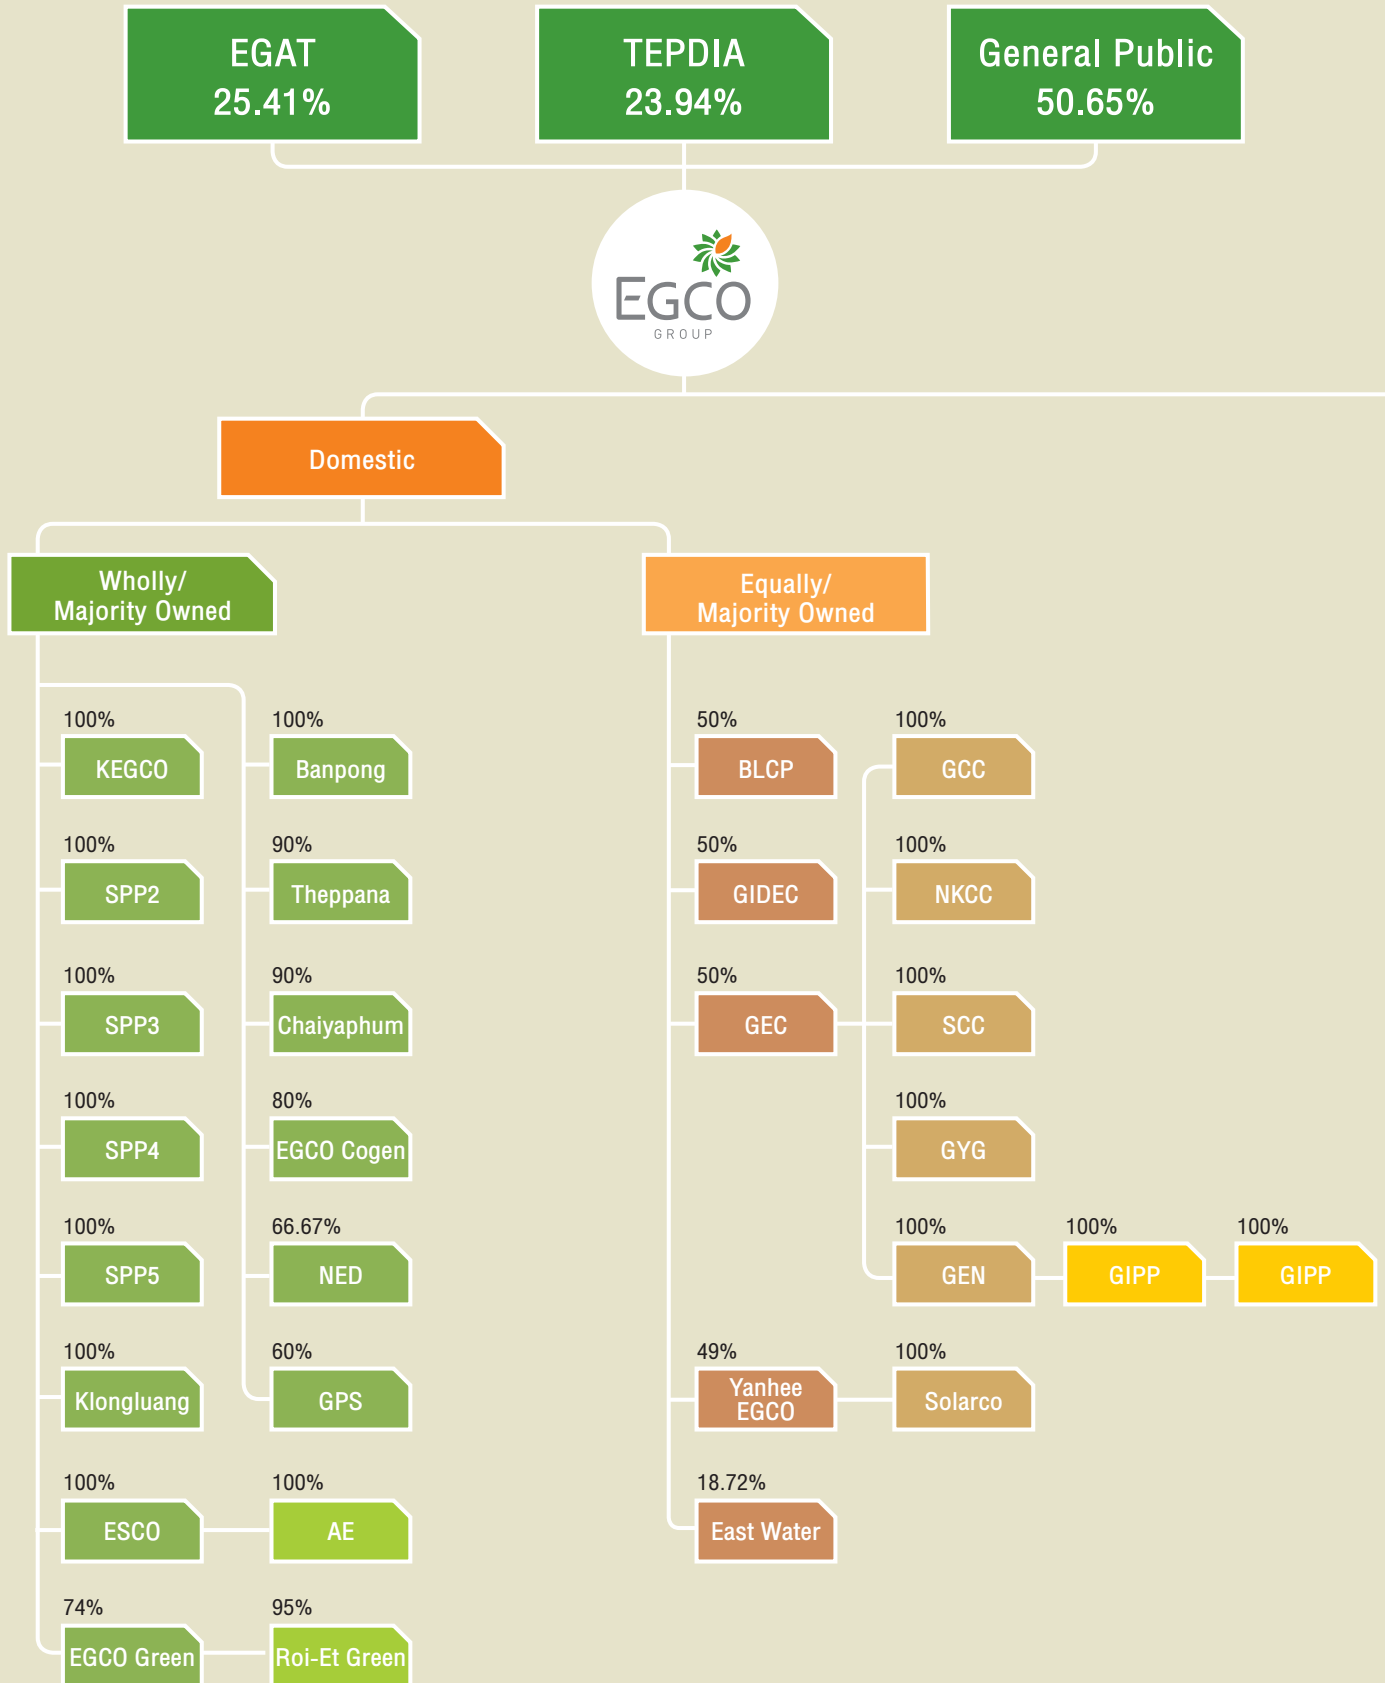 EGAT
25.41%
TEPDIA
23.94%
General Public
50.65%
EGCO
GROUP
Domestic
Wholly/
Majority Owned
Equally/
Majority Owned
100%
KEGCO
100%
Banpong
50%
BLCP
100%
GCC
100%
SPP2
90%
Theppana
50%
GIDEC
100%
NKCC
100%
SPP3
90%
Chaiyaphum
50%
GEC
100%
SCC
100%
SPP4
80%
EGCO Cogen
100%
GYG
100%
SPP5
66.67%
NED
100%
GEN
100%
GIPP
100%
GIPP
100%
Klongluang
60%
GPS
49%
Yanhee
EGCO
100%
Solarco
100%
ESCO
100%
AE
18.72%
East Water
74%
EGCO Green
95%
Roi-Et Green